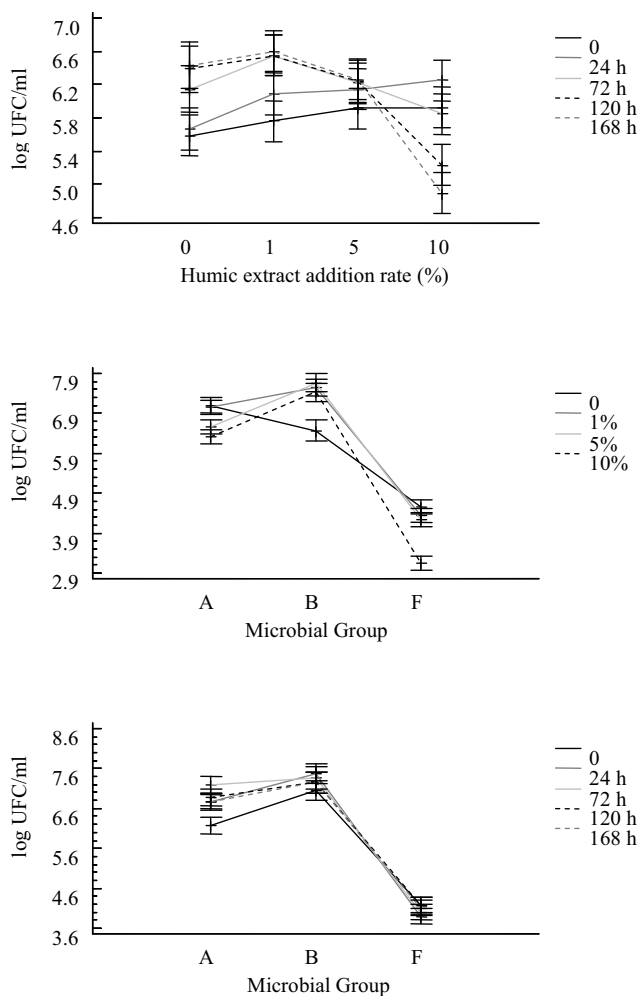 7.0
6.6
6.2
5.8
5.4
5.0
4.6
log UFC/ml
0 1 5 10
Humic extract addition rate (%)
0
24 h
72 h
120 h
168 h
7.9
6.9
5.9
4.9
3.9
2.9
log UFC/ml
A B F
Microbial Group
0
1%
5%
10%
8.6
7.6
6.6
5.6
4.6
3.6
log UFC/ml
A B F
Microbial Group
0
24 h
72 h
120 h
168 h